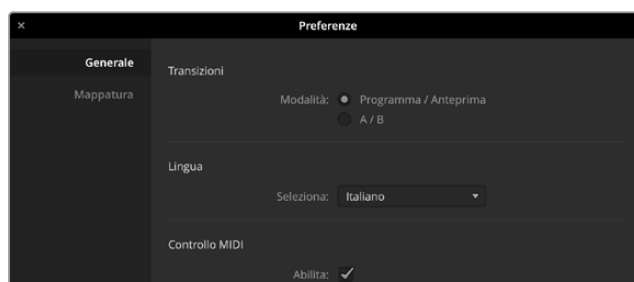 × Preferenze
Generale
Mappatura
Transizioni
Modalità: Programma / Anteprima
A / B
Lingua
Seleziona: Italiano
Controllo MIDI
Abilita: